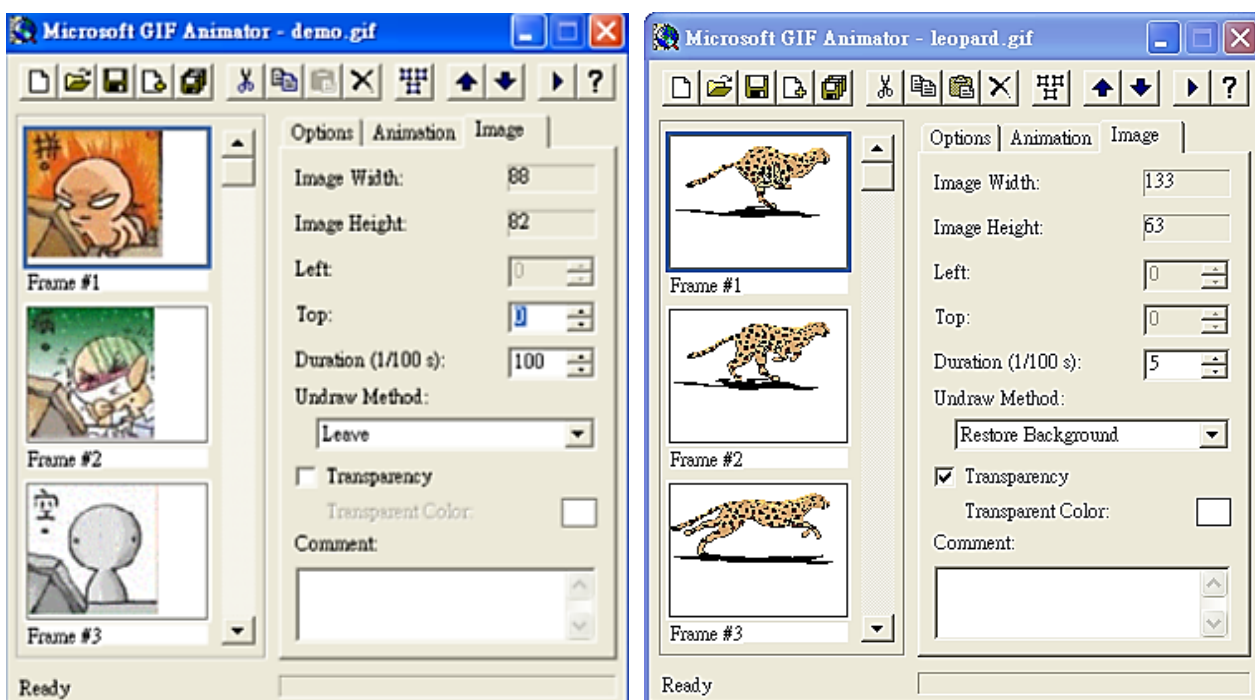 Microsoft GIF Animator - demo.gif
Options Animation Image
拼。
Image Width: 88
Image Height: 82
Left: 0
Frame #1
Top: 0
Duration (1/100 s): 100
Undraw Method:
Leave
Frame #2
Transparency
Transparent Color:
空。
Comment:
Frame #3
Ready
Microsoft GIF Animator - leopard.gif
Options Animation Image
Image Width: 133
Image Height: 63
Left: 0
Frame #1
Top: 0
Duration (1/100 s): 5
Undraw Method:
Restore Background
Frame #2
Transparency
Transparent Color:
Comment:
Frame #3
Ready